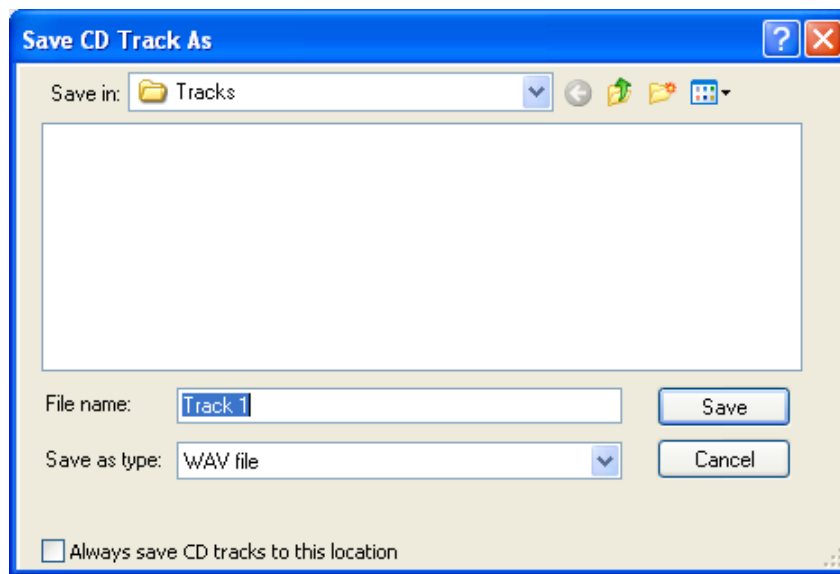 Save CD Track As
Save in: Tracks
File name: Track 1 Save
Save as type: WAV file Cancel
Always save CD tracks to this location